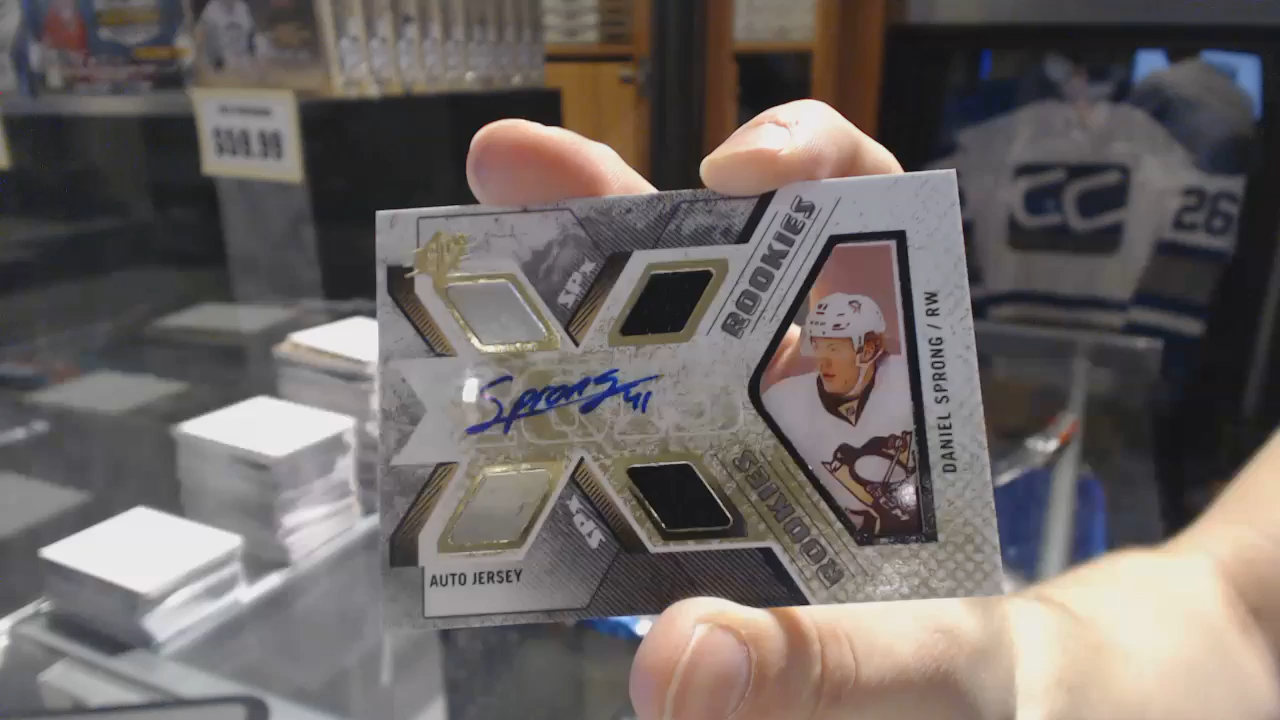 $59.99
SPx
SPX
ROOKIES
Sprong 41
ROOKIES
SPX
AUTO JERSEY
DANIEL SPRONG / RW
26